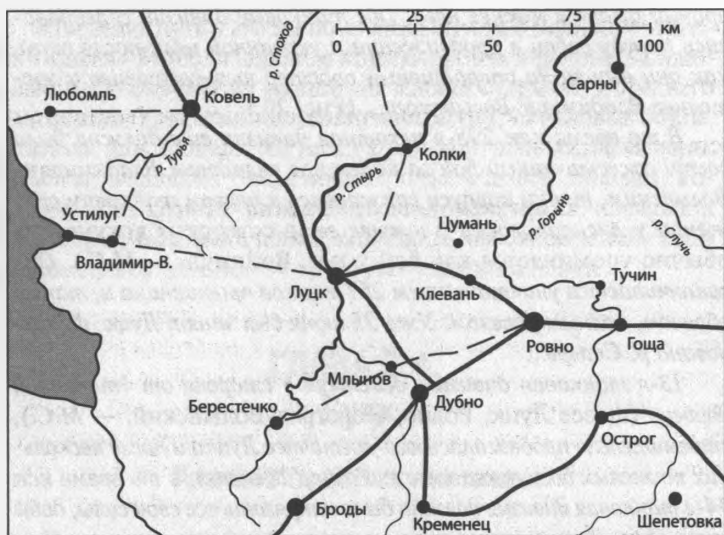 0 25 50 100 км
р. Стоход
Сарны
Любомль
Ковель
р. Турья
Колки
р. Стырь
Устилуг
Цумань
р. Горынь
р. Случь
Владимир-В.
Луцк
Клевань
Тучин
Ровно
Гоща
Млынов
Дубно
Берестечко
Острог
Броды
Кременец
Шепетовка